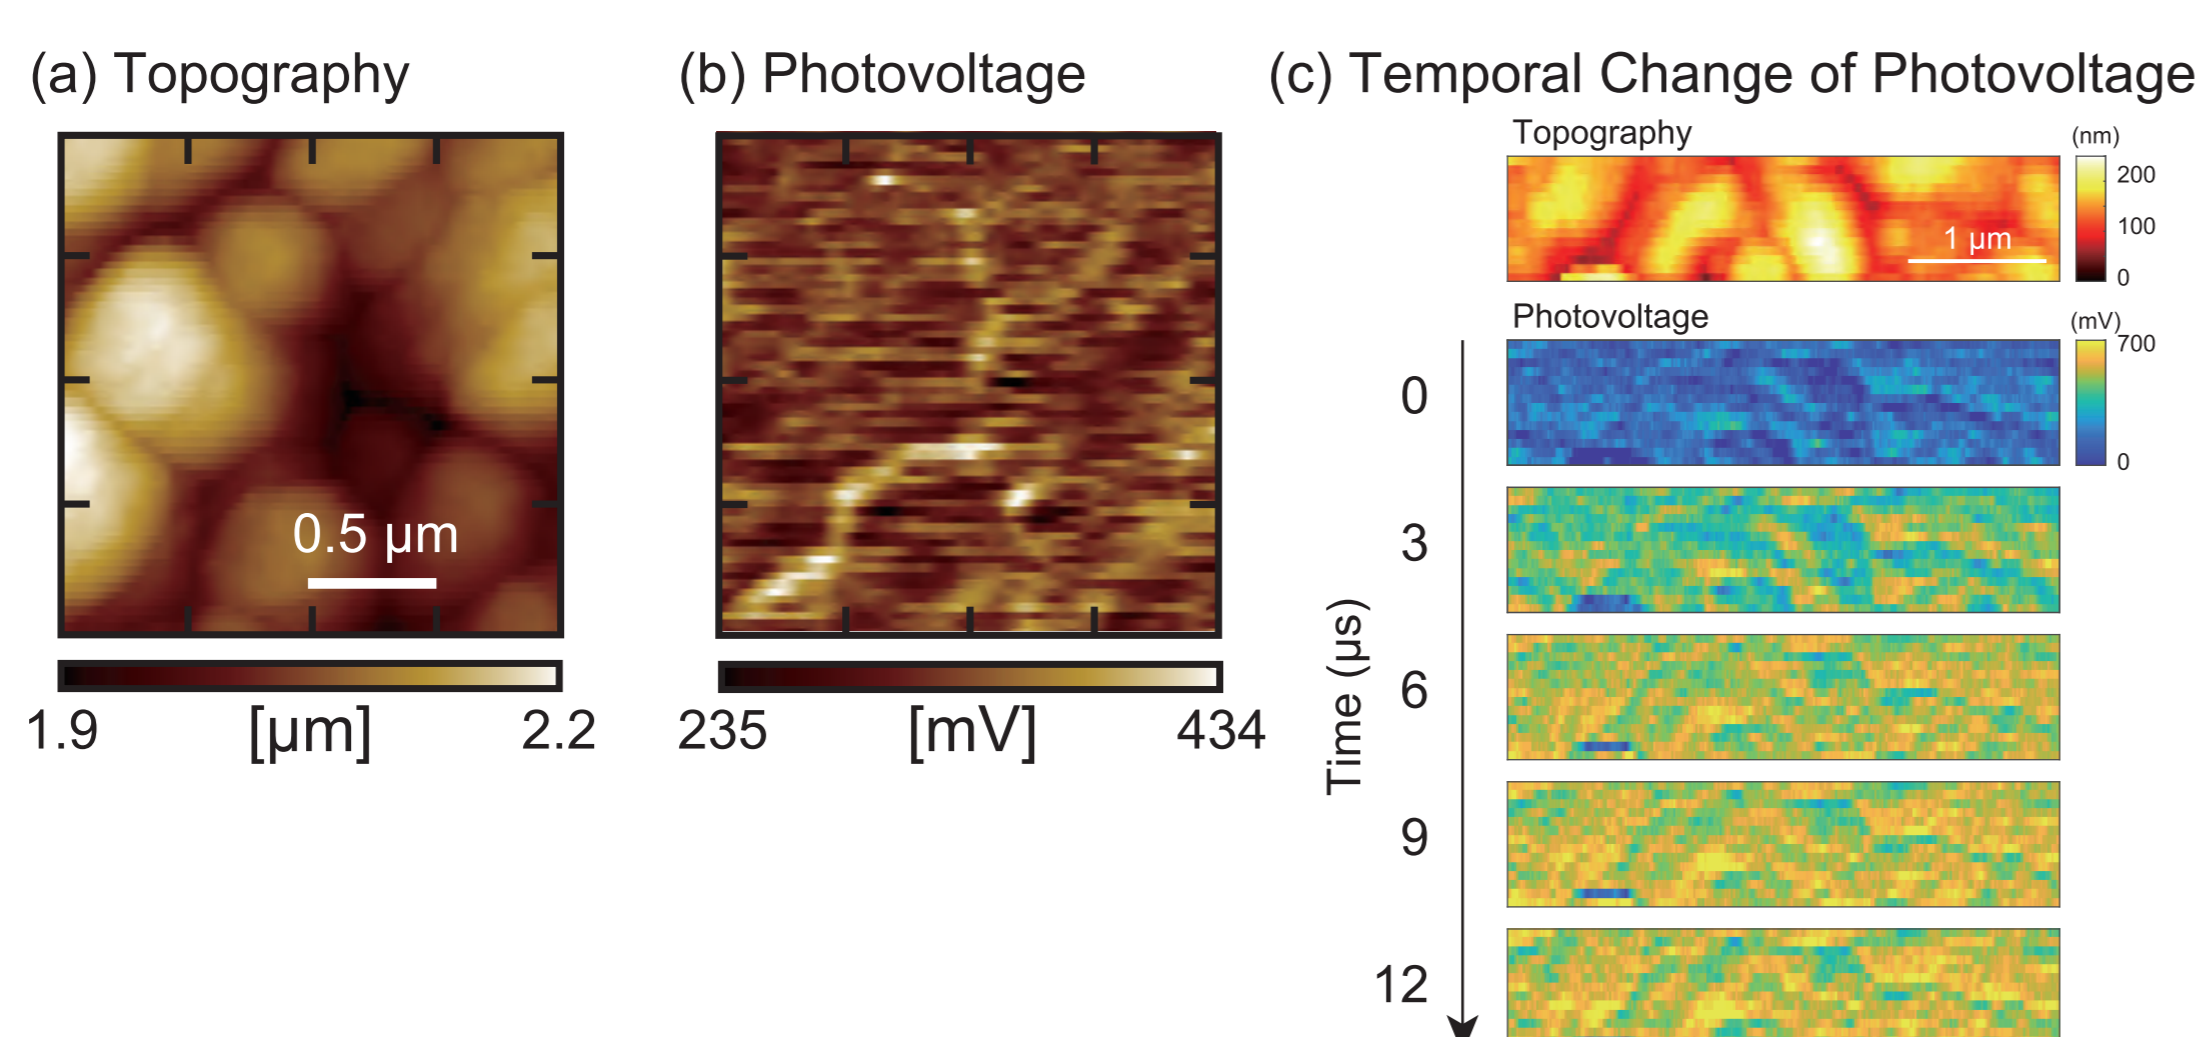 (a) Topography
0.5 µm
1.9 [µm] 2.2
(b) Photovoltage
235 [mV] 434
(c) Temporal Change of Photovoltage
Topography
(nm)
200
100
0
1 µm
Photovoltage
(mV)
700
0
Time (µs)
0
3
6
9
12